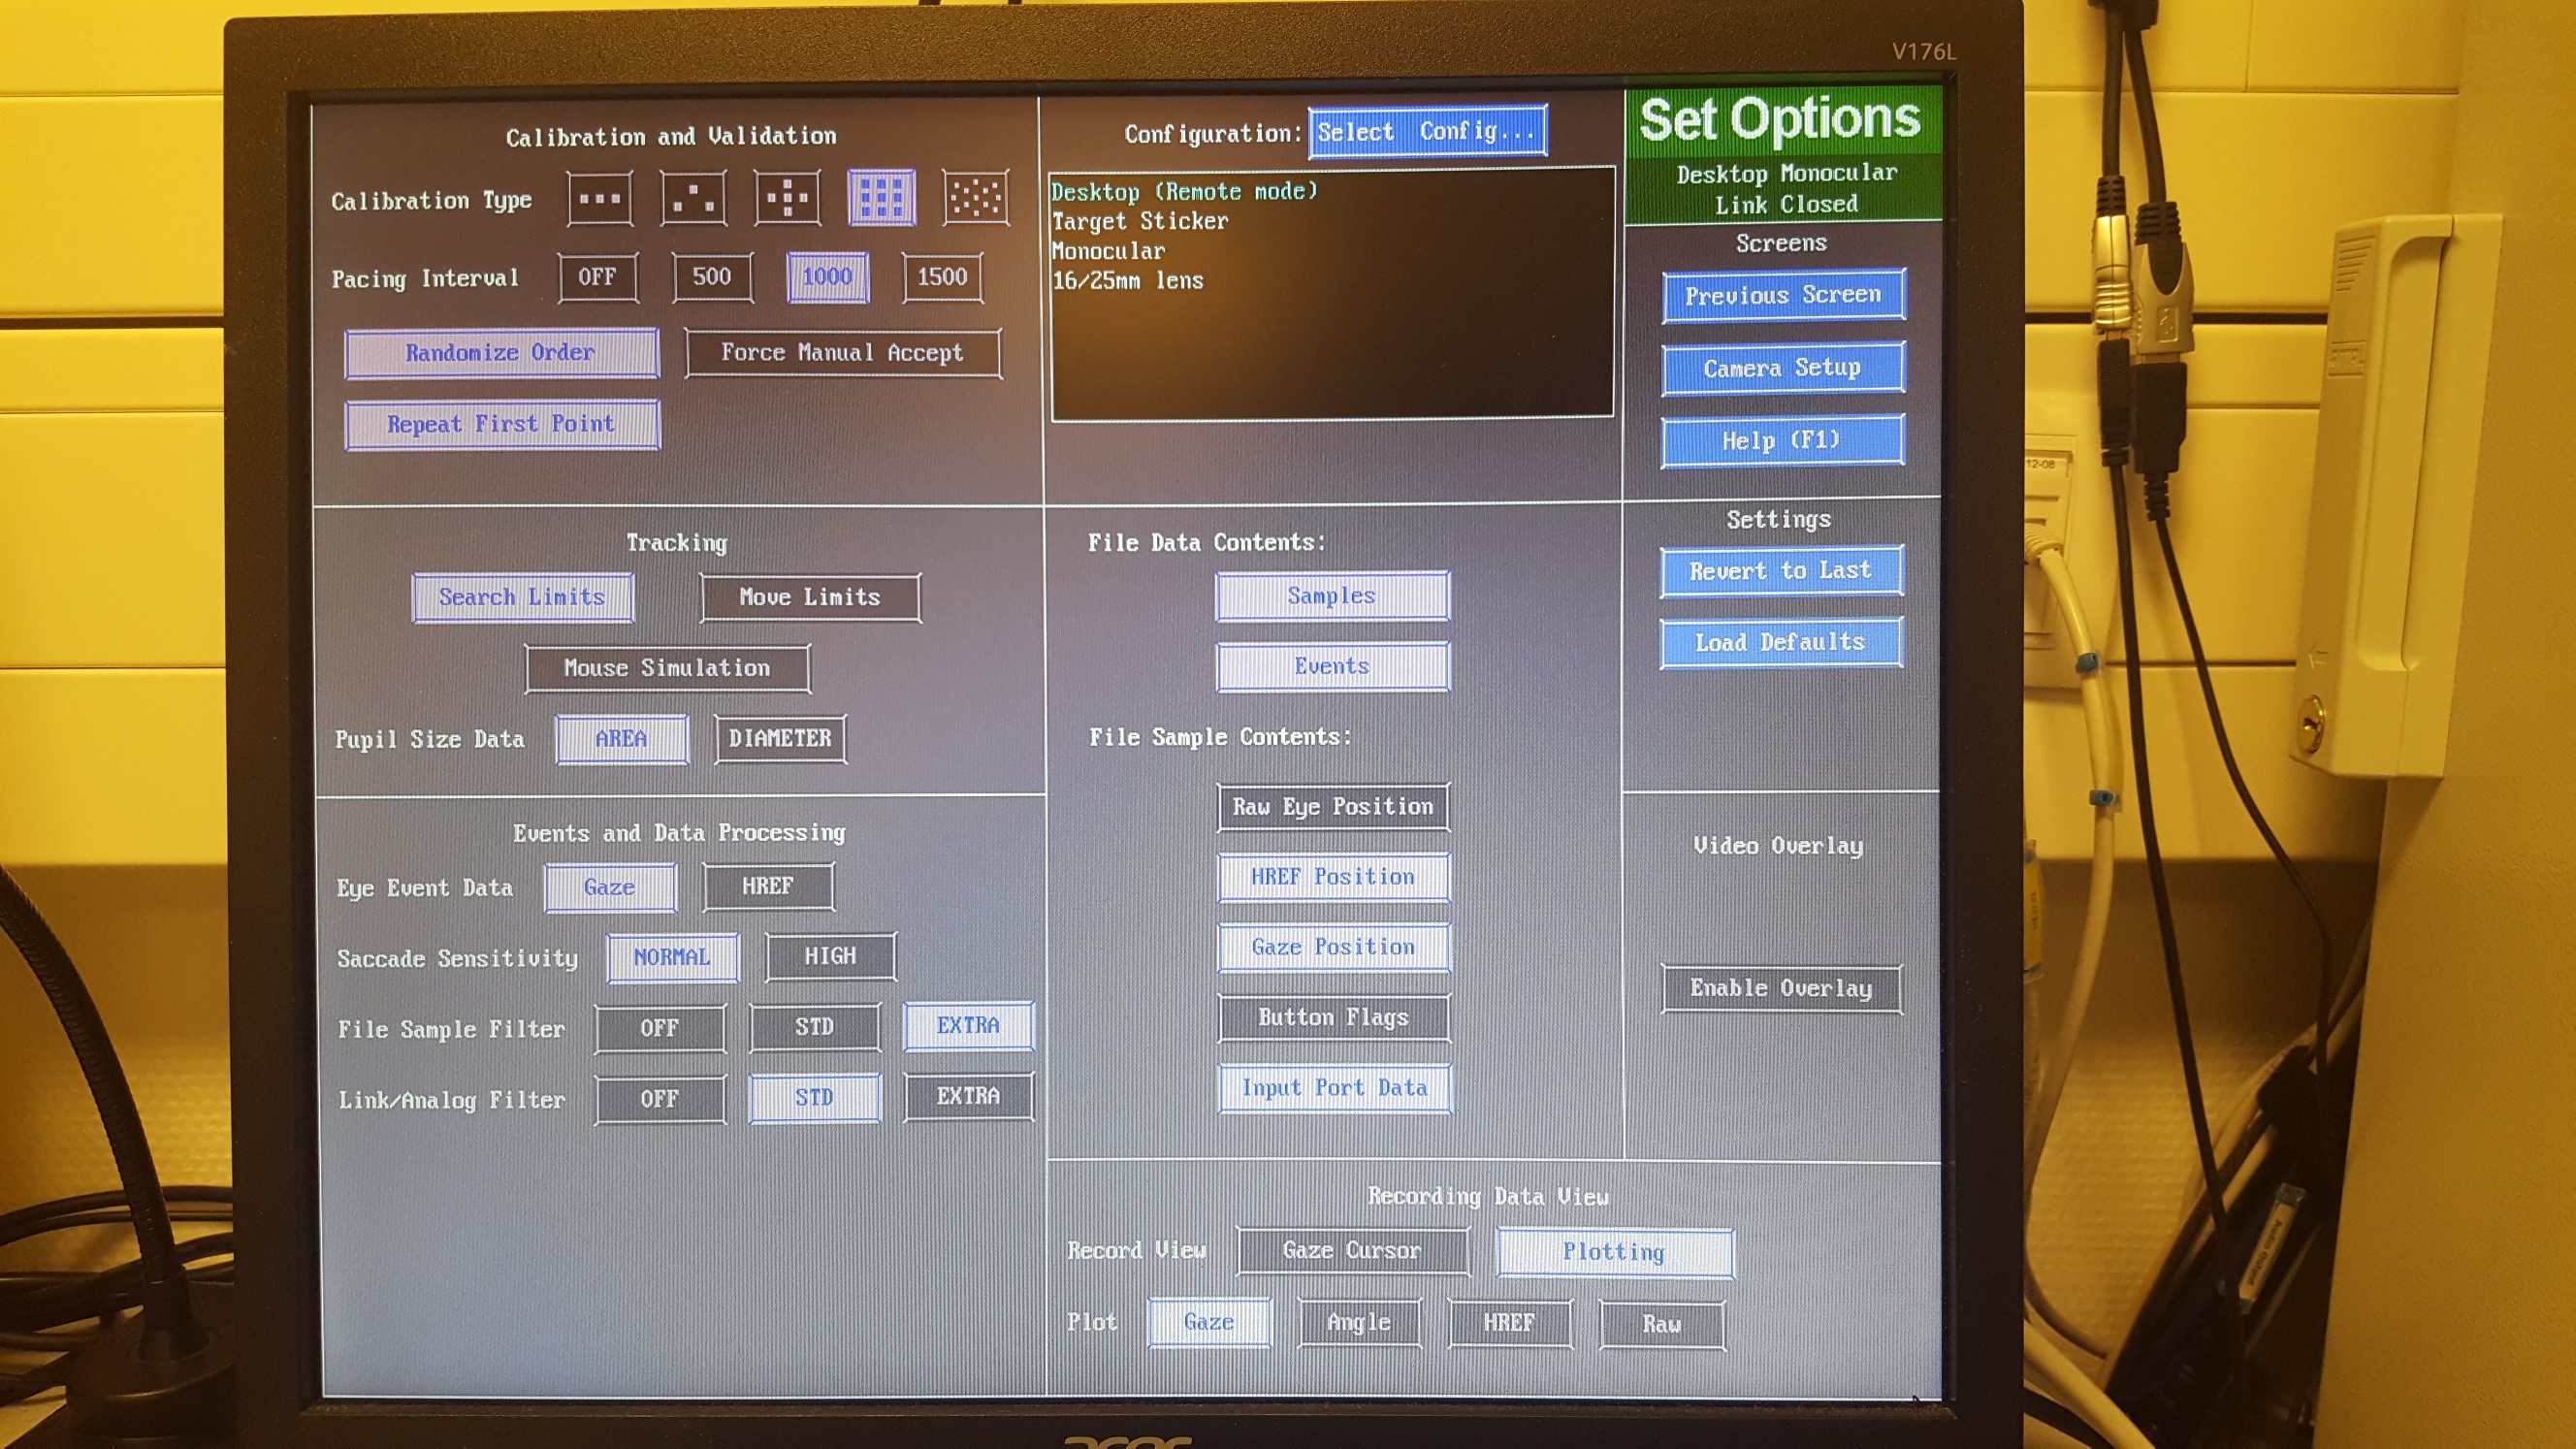 V176L
Calibration and Validation
Calibration Type
Pacing Interval OFF 500 1000 1500
Randomize Order Force Manual Accept
Repeat First Point
Configuration: Select Config...
Desktop (Remote mode)
Target Sticker
Monocular
16/25mm lens
Set Options
Desktop Monocular
Link Closed
Screens
Previous Screen
Camera Setup
Help (F1)
Tracking
Search Limits Move Limits
Mouse Simulation
Pupil Size Data AREA DIAMETER
File Data Contents:
Samples
Events
File Sample Contents:
Raw Eye Position
HREF Position
Gaze Position
Button Flags
Input Port Data
Settings
Revert to Last
Load Defaults
Events and Data Processing
Eye Event Data Gaze HREF
Saccade Sensitivity NORMAL HIGH
File Sample Filter OFF STD EXTRA
Link/Analog Filter OFF STD EXTRA
Video Overlay
Enable Overlay
Recording Data View
Record View Gaze Cursor Plotting
Plot Gaze Angle HREF Raw
acer
12-08